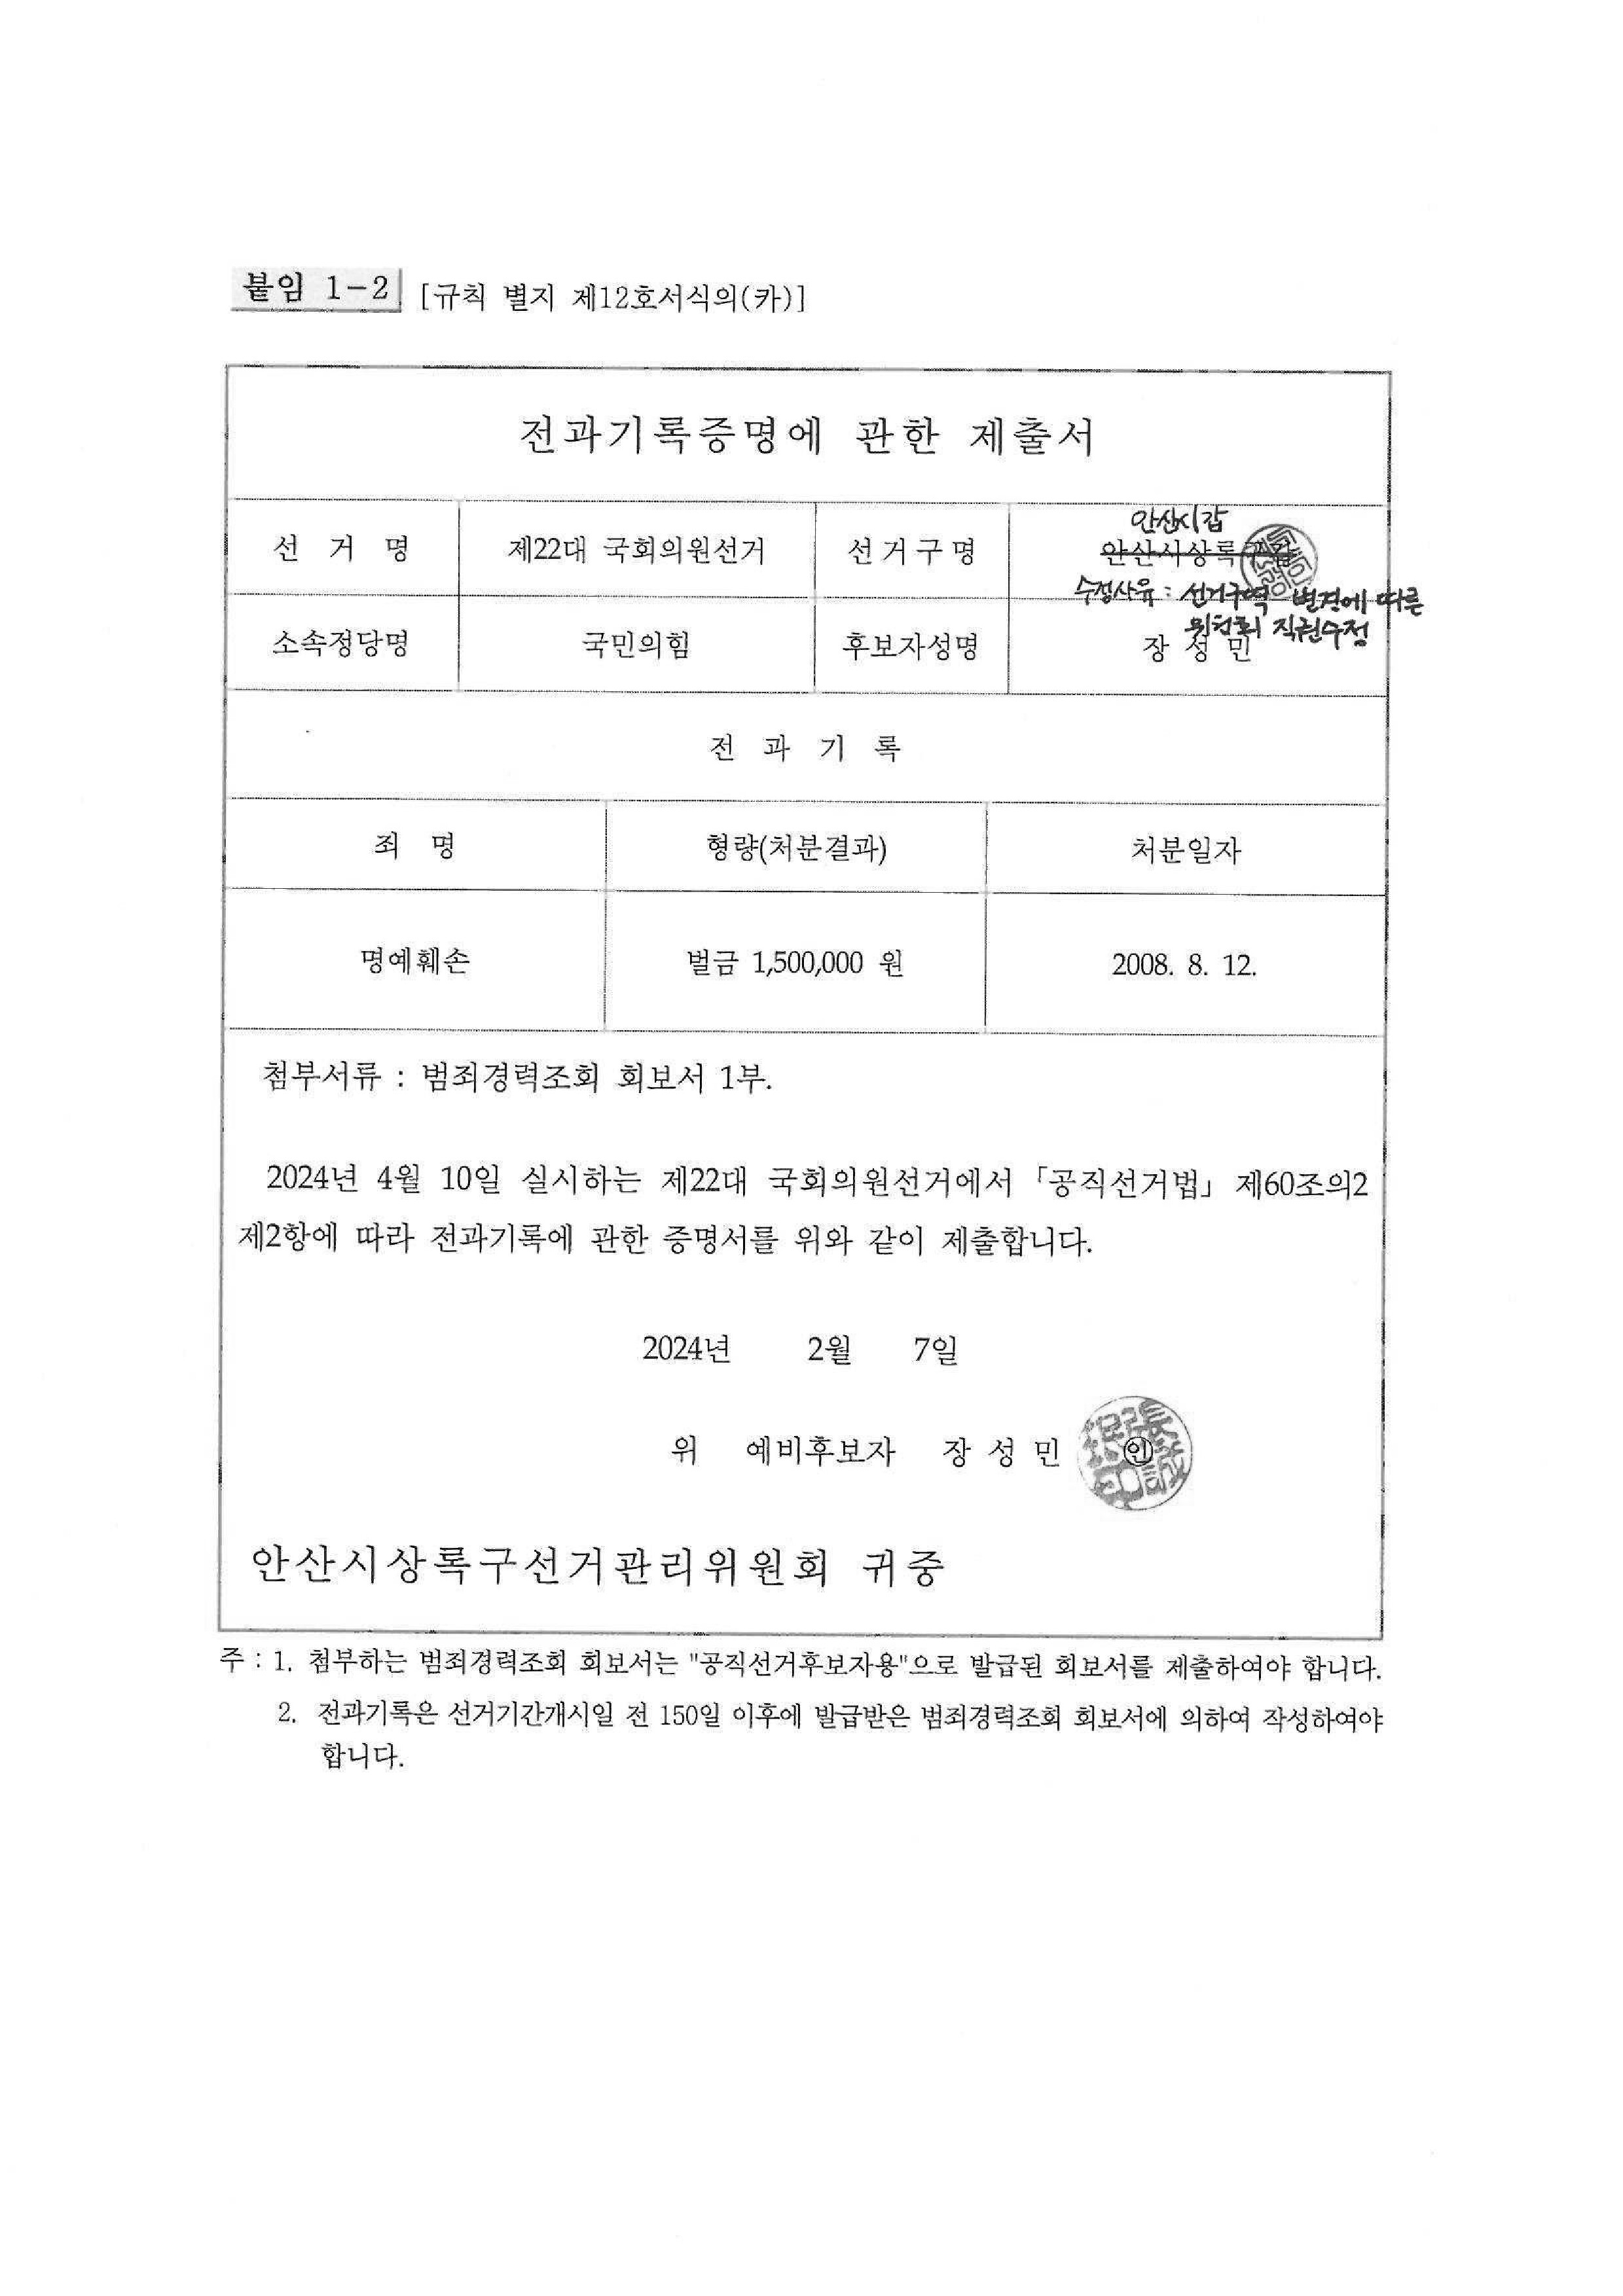 붙임 1-2 [규칙 별지 제12호서식의(카)]
전과기록증명에 관한 제출서
안산시갑
선 거 명 제22대 국회의원선거 선거구명 안산시상록구갑
수정사유 : 선거구역 변경에 따른
위원회 직권수정
소속정당명 국민의힘 후보자성명 장 성 민
전 과 기 록
죄 명 형량(처분결과) 처분일자
명예훼손 벌금 1,500,000 원 2008. 8. 12.
첨부서류 : 범죄경력조회 회보서 1부.
2024년 4월 10일 실시하는 제22대 국회의원선거에서 「공직선거법」 제60조의2
제2항에 따라 전과기록에 관한 증명서를 위와 같이 제출합니다.
2024년 2월 7일
위 예비후보자 장 성 민 ㊞
안산시상록구선거관리위원회 귀중
주 : 1. 첨부하는 범죄경력조회 회보서는 "공직선거후보자용"으로 발급된 회보서를 제출하여야 합니다.
2. 전과기록은 선거기간개시일 전 150일 이후에 발급받은 범죄경력조회 회보서에 의하여 작성하여야
합니다.